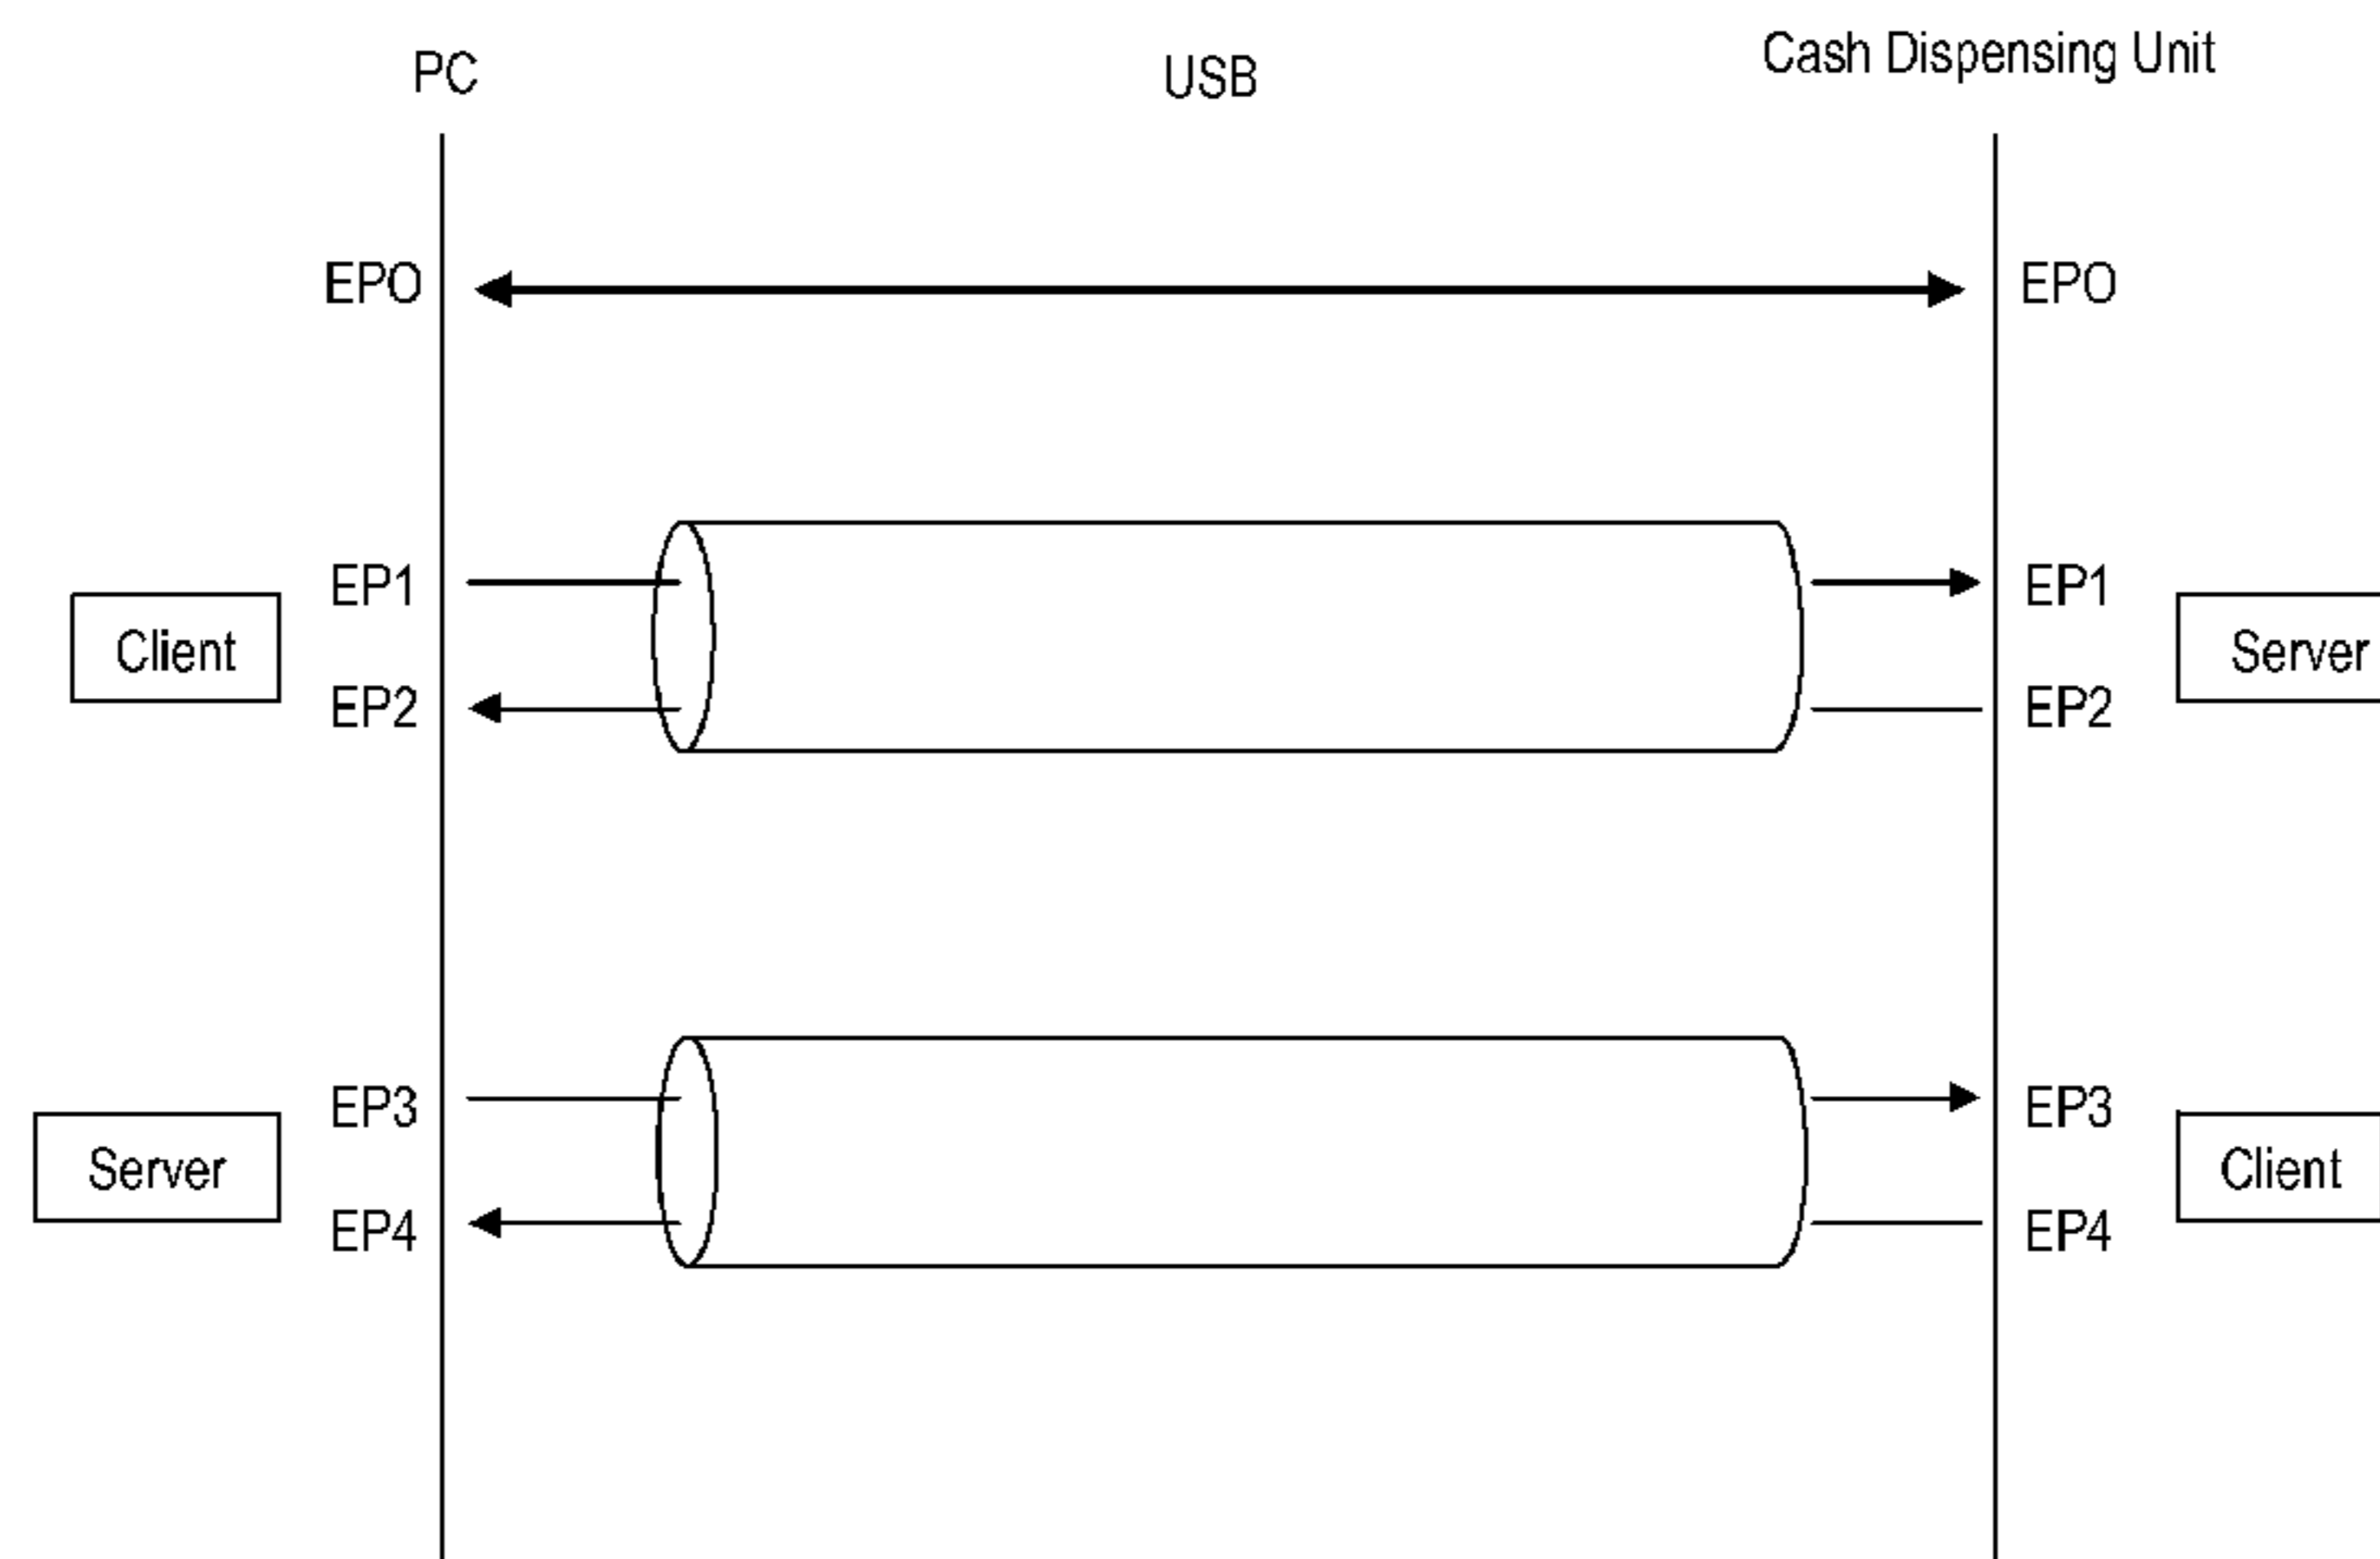 PC USB Cash Dispensing Unit
EPO EPO
EP1 EP1
Client Server
EP2 EP2
EP3 EP3
Server Client
EP4 EP4